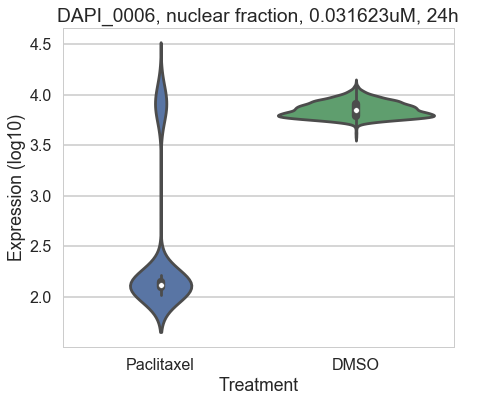 DAPI_0006, nuclear fraction, 0.031623uM, 24h
4.5
4.0
3.5
3.0
2.5
2.0
Expression (log10)
Paclitaxel DMSO
Treatment